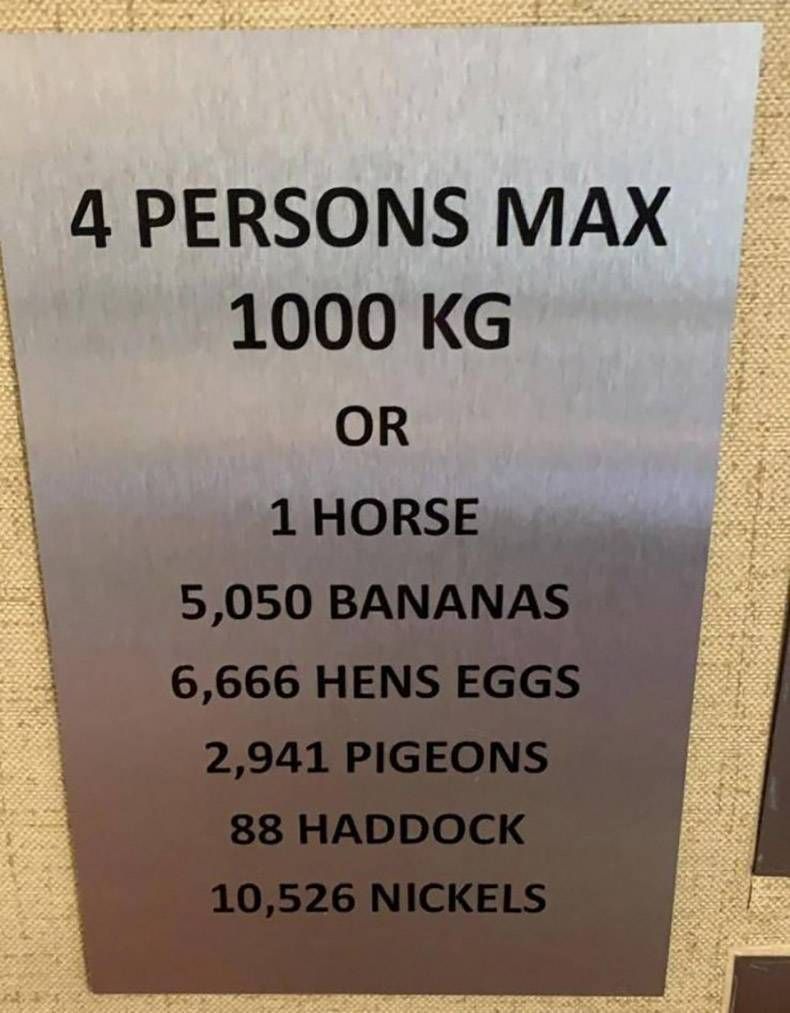 4 PERSONS MAX
1000 KG
OR
1 HORSE
5,050 BANANAS
6,666 HENS EGGS
2,941 PIGEONS
88 HADDOCK
10,526 NICKELS